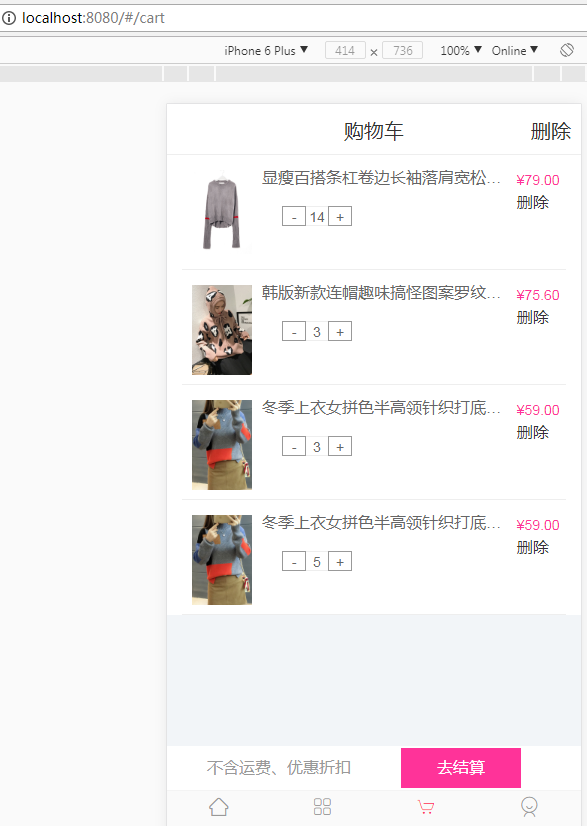 localhost:8080/#/cart
iPhone 6 Plus ▼ 414 × 736 100% ▼ Online ▼
购物车 删除
显瘦百搭条杠卷边长袖落肩宽松... ¥79.00
- 14 + 删除
韩版新款连帽趣味搞怪图案罗纹... ¥75.60
- 3 + 删除
冬季上衣女拼色半高领针织打底... ¥59.00
- 3 + 删除
冬季上衣女拼色半高领针织打底... ¥59.00
- 5 + 删除
不含运费、优惠折扣 去结算